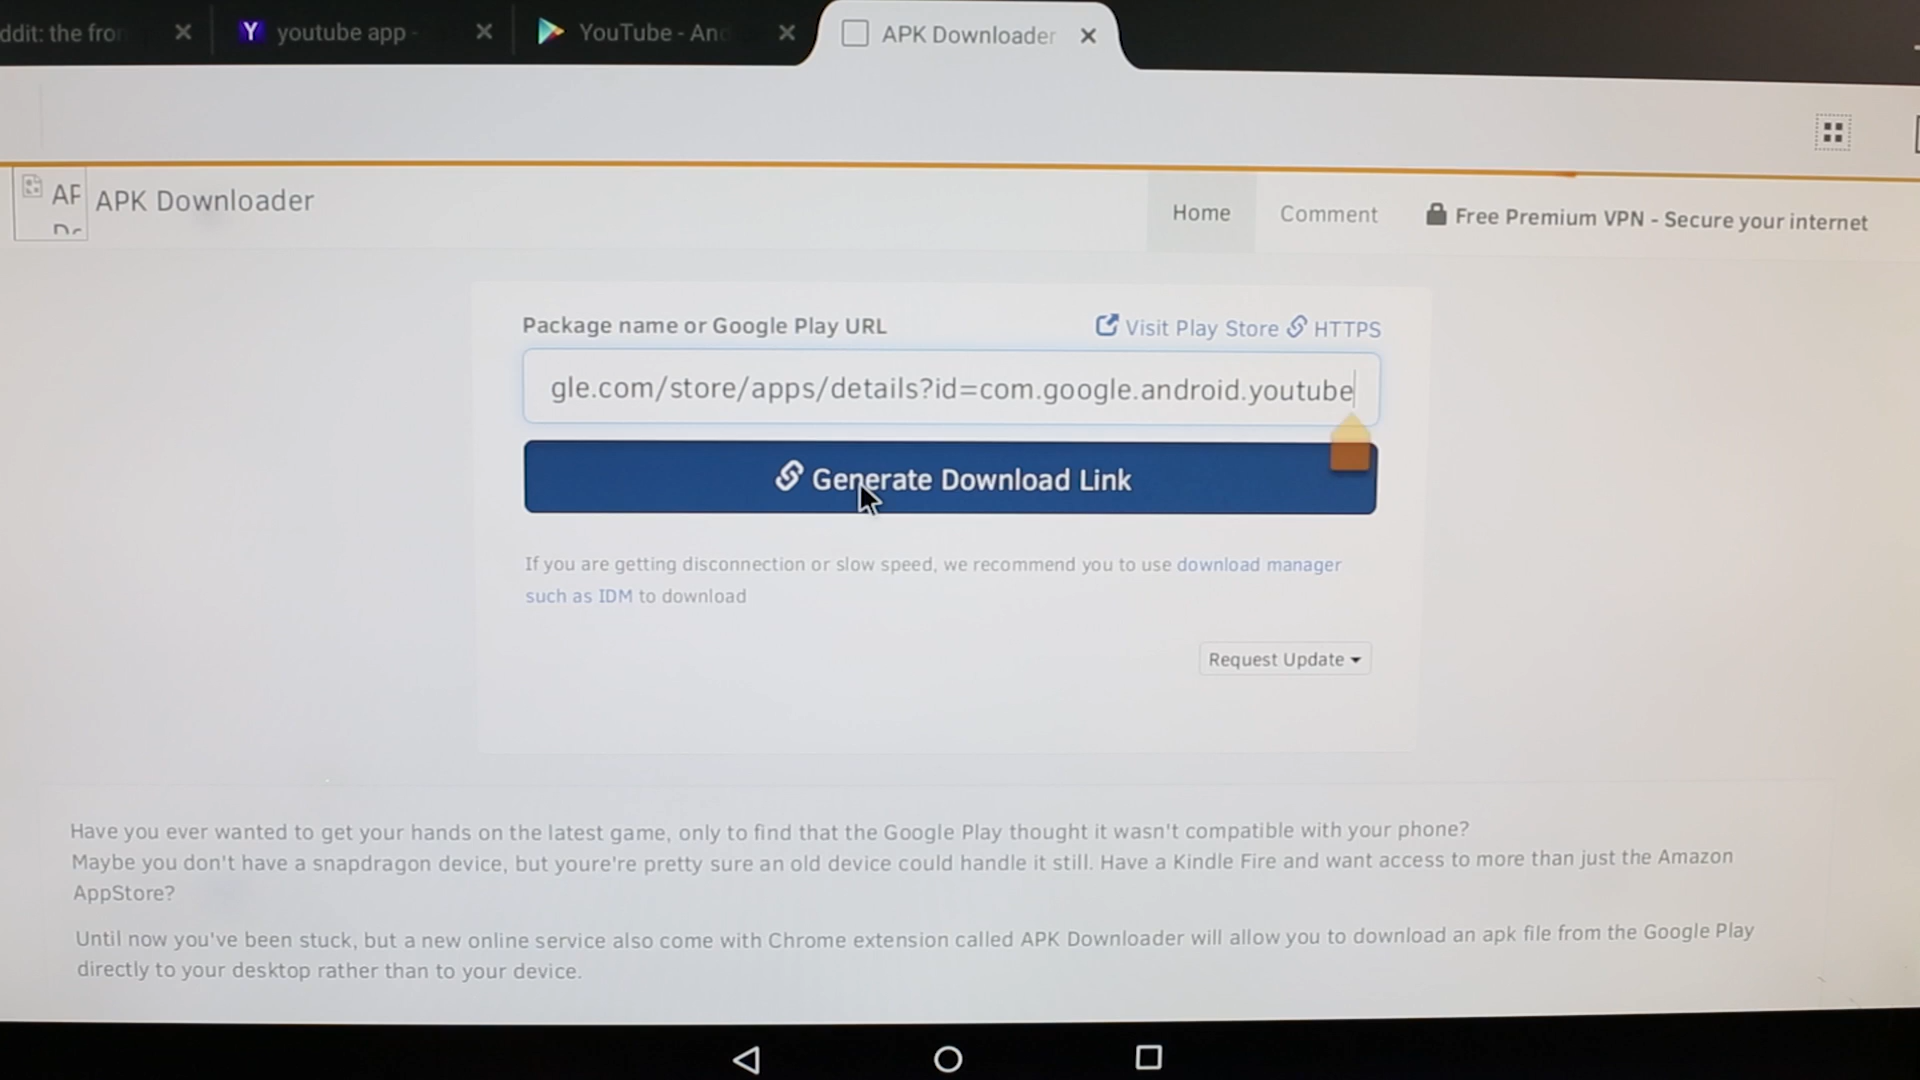 ddit: the fron
youtube app -
YouTube - And
APK Downloader
AP
APK Downloader
Home
Comment
Free Premium VPN - Secure your internet
Package name or Google Play URL
Visit Play Store
HTTPS
gle.com/store/apps/details?id=com.google.android.youtube
Generate Download Link
If you are getting disconnection or slow speed, we recommend you to use download manager
such as IDM to download
Request Update
Have you ever wanted to get your hands on the latest game, only to find that the Google Play thought it wasn't compatible with your phone?
Maybe you don't have a snapdragon device, but youre're pretty sure an old device could handle it still. Have a Kindle Fire and want access to more than just the Amazon
AppStore?
Until now you've been stuck, but a new online service also come with Chrome extension called APK Downloader will allow you to download an apk file from the Google Play
directly to your desktop rather than to your device.